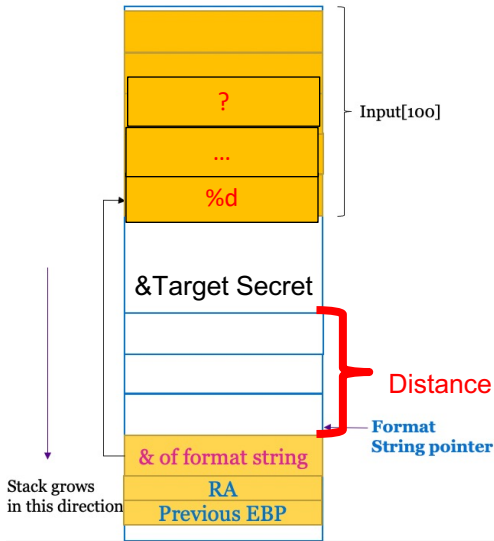 ?
Input[100]
...
%d
&Target Secret
Distance
Format
String pointer
& of format string
Stack grows
in this direction
RA
Previous EBP